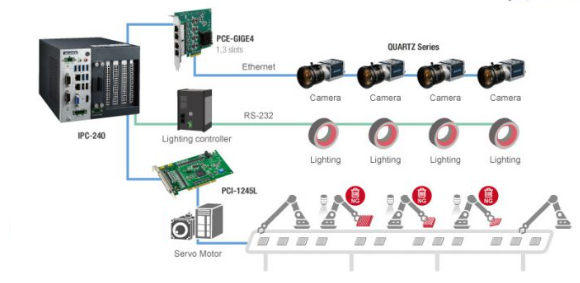 PCE-GIGE4
1,3 slots
QUARTZ Series
Ethernet
Camera
Camera
Camera
Camera
IPC-240
RS-232
Lighting controller
Lighting
Lighting
Lighting
Lighting
PCI-1245L
NG
NG
NG
Servo Motor